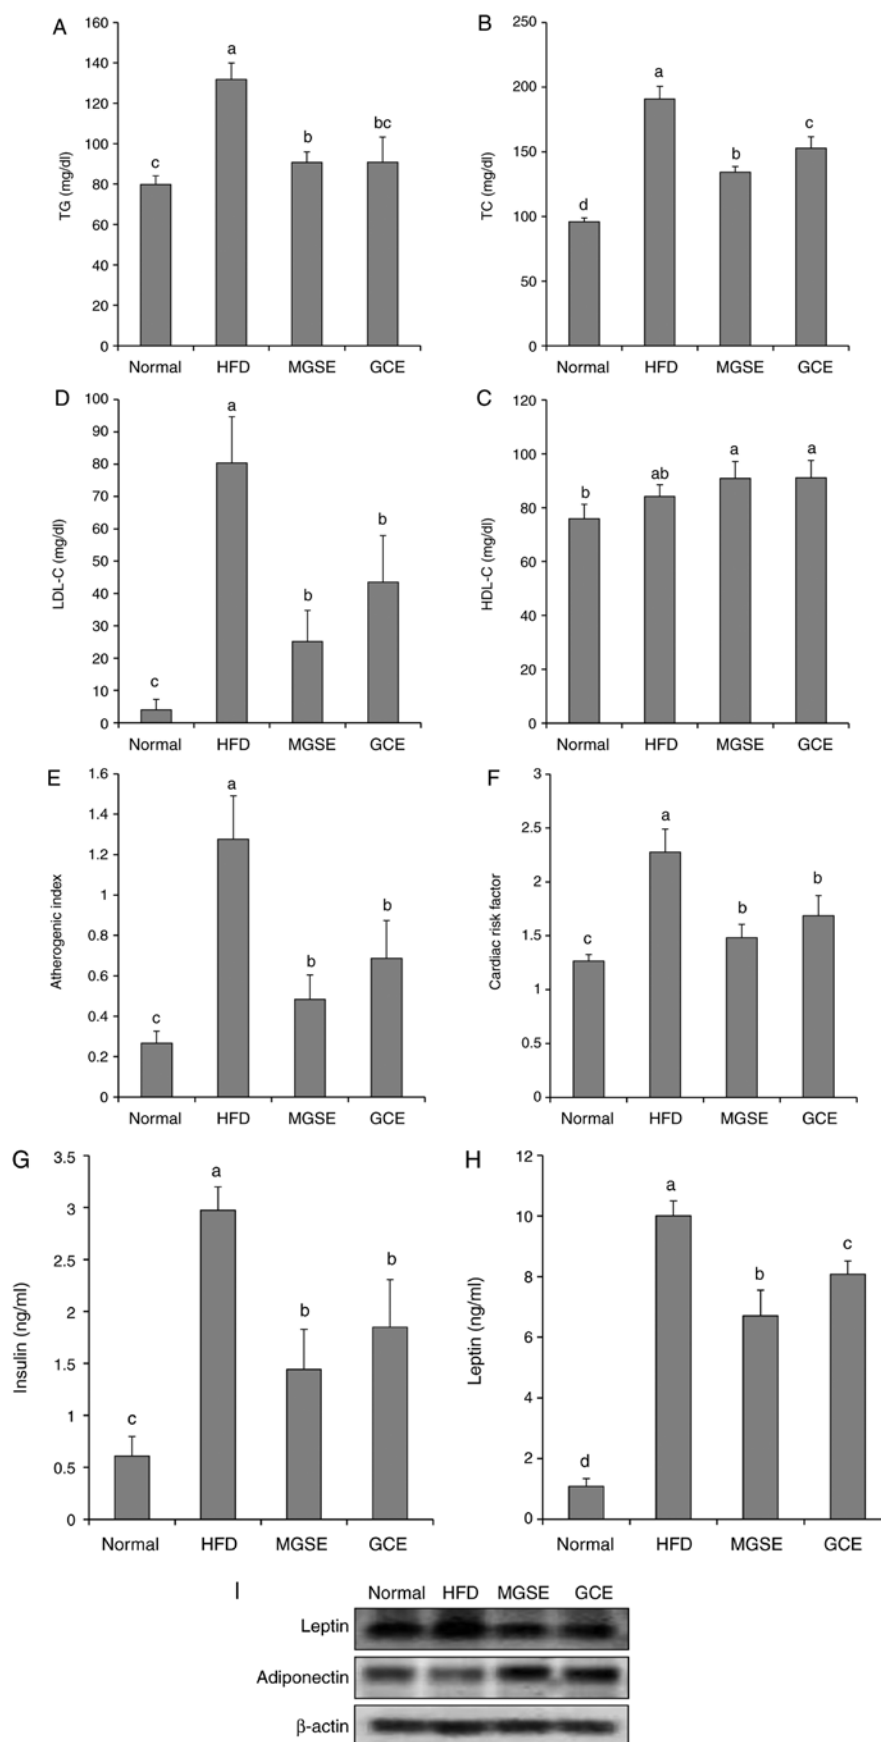 A
TG (mg/dl)
160
140
120
100
80
60
40
20
0
c
a
b
bc
Normal HFD MGSE GCE
B
TC (mg/dl)
250
200
150
100
50
0
d
a
b
c
Normal HFD MGSE GCE
D
LDL-C (mg/dl)
100
90
80
70
60
50
40
30
20
10
0
c
a
b
b
Normal HFD MGSE GCE
C
HDL-C (mg/dl)
120
100
80
60
40
20
0
b
ab
a
a
Normal HFD MGSE GCE
E
Atherogenic index
1.6
1.4
1.2
1
0.8
0.6
0.4
0.2
0
c
a
b
b
Normal HFD MGSE GCE
F
Cardiac risk factor
3
2.5
2
1.5
1
0.5
0
c
a
b
b
Normal HFD MGSE GCE
G
Insulin (ng/ml)
3.5
3
2.5
2
1.5
1
0.5
0
c
a
b
b
Normal HFD MGSE GCE
H
Leptin (ng/ml)
12
10
8
6
4
2
0
d
a
b
c
Normal HFD MGSE GCE
I
Normal HFD MGSE GCE
Leptin
Adiponectin
β-actin